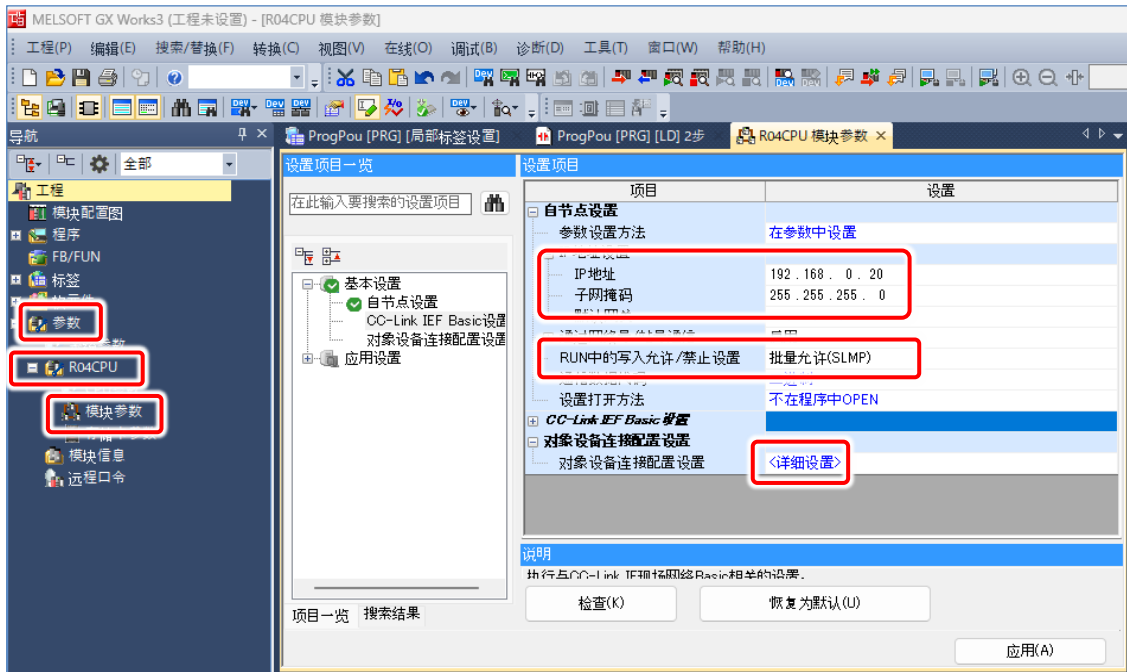 MELSOFT GX Works3 (工程未设置) - [R04CPU 模块参数]
工程(P) 编辑(E) 搜索/替换(F) 转换(C) 视图(V) 在线(O) 调试(B) 诊断(D) 工具(T) 窗口(W) 帮助(H)
导航
ProgPou [PRG] [局部标签设置]
ProgPou [PRG] [LD] 2步
R04CPU 模块参数
全部
工程
模块配置图
程序
FB/FUN
标签
参数
R04CPU
模块参数
模块信息
远程口令
设置项目一览
在此输入要搜索的设置项目
基本设置
自节点设置
CC-Link IEF Basic设置
对象设备连接配置设置
应用设置
项目一览 搜索结果
设置项目
项目 设置
自节点设置
参数设置方法 在参数中设置
IP地址 192 . 168 . 0 . 20
子网掩码 255 . 255 . 255 . 0
RUN中的写入允许/禁止设置 批量允许(SLMP)
设置打开方法 不在程序中OPEN
CC-Link IEF Basic 设置
对象设备连接配置设置
对象设备连接配置设置 <详细设置>
说明
执行与CC-Link IE现场网络Basic相关的设置。
检查(K) 恢复为默认(U)
应用(A)